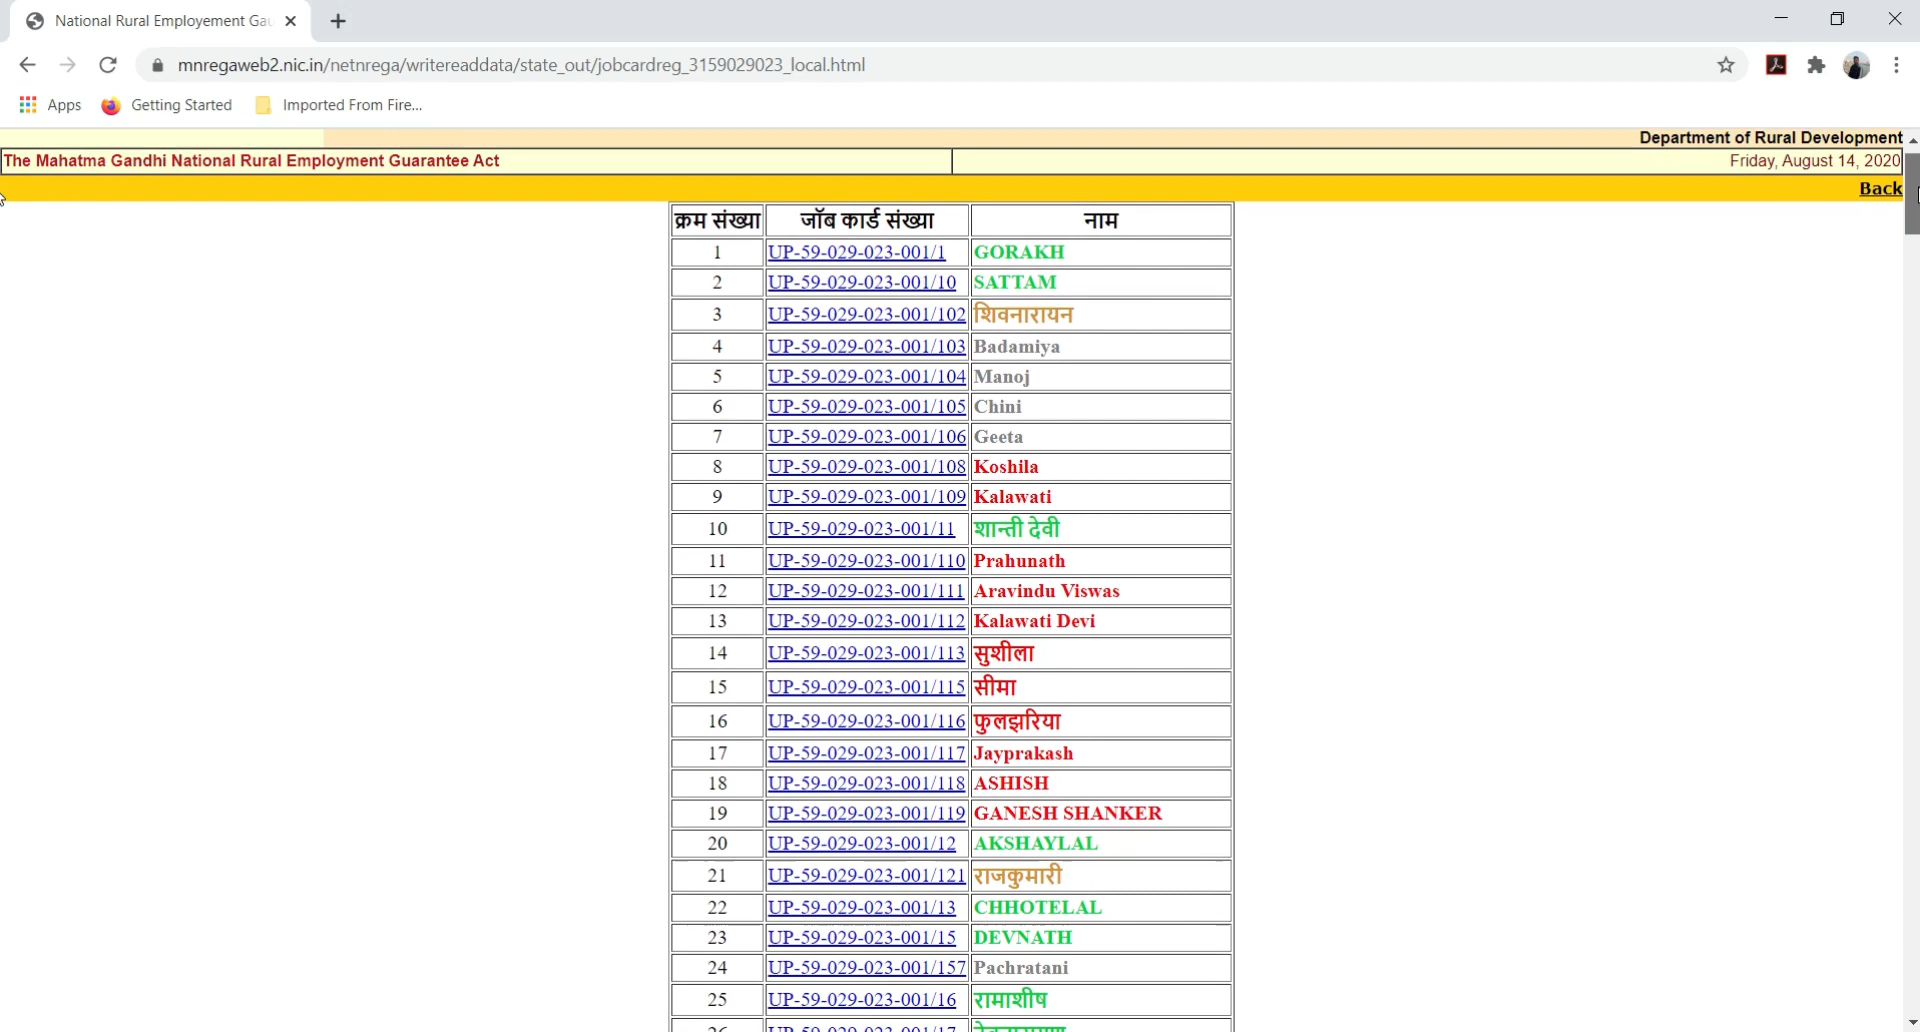 National Rural Employement Gau
mnregaweb2.nic.in/netnrega/writereaddata/state_out/jobcardreg_3159029023_local.html
Apps Getting Started Imported From Fire...
Department of Rural Development
The Mahatma Gandhi National Rural Employment Guarantee Act Friday, August 14, 2020
Back
क्रम संख्या जॉब कार्ड संख्या नाम
1 UP-59-029-023-001/1 GORAKH
2 UP-59-029-023-001/10 SATTAM
3 UP-59-029-023-001/102 शिवनारायन
4 UP-59-029-023-001/103 Badamiya
5 UP-59-029-023-001/104 Manoj
6 UP-59-029-023-001/105 Chini
7 UP-59-029-023-001/106 Geeta
8 UP-59-029-023-001/108 Koshila
9 UP-59-029-023-001/109 Kalawati
10 UP-59-029-023-001/11 शान्ती देवी
11 UP-59-029-023-001/110 Prahunath
12 UP-59-029-023-001/111 Aravindu Viswas
13 UP-59-029-023-001/112 Kalawati Devi
14 UP-59-029-023-001/113 सुशीला
15 UP-59-029-023-001/115 सीमा
16 UP-59-029-023-001/116 फुलझरिया
17 UP-59-029-023-001/117 Jayprakash
18 UP-59-029-023-001/118 ASHISH
19 UP-59-029-023-001/119 GANESH SHANKER
20 UP-59-029-023-001/12 AKSHAYLAL
21 UP-59-029-023-001/121 राजकुमारी
22 UP-59-029-023-001/13 CHHOTELAL
23 UP-59-029-023-001/15 DEVNATH
24 UP-59-029-023-001/157 Pachratani
25 UP-59-029-023-001/16 रामाशीष
26 UP-59-029-023-001/17